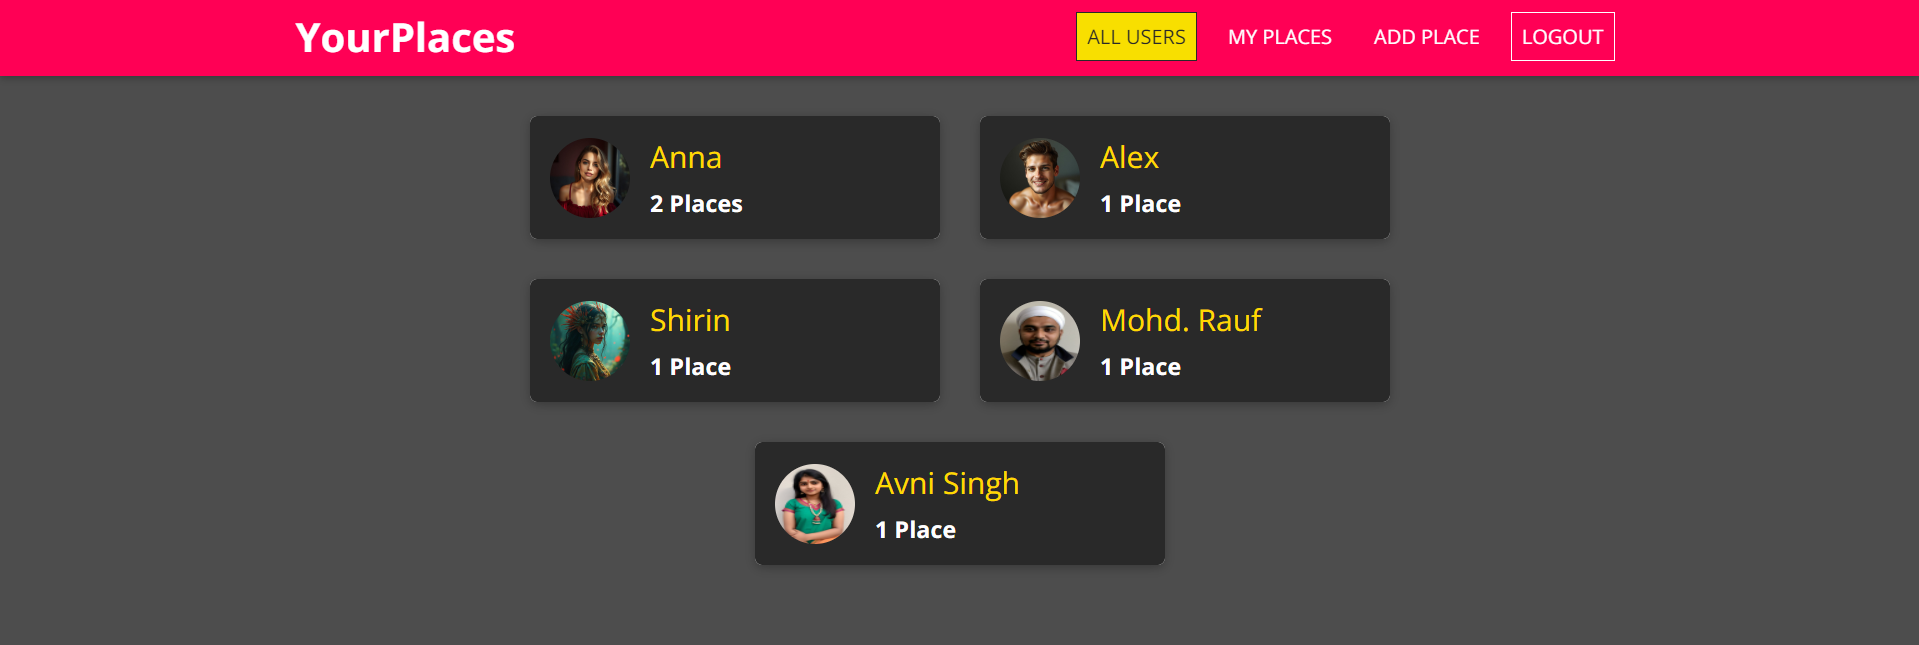 YourPlaces
ALL USERS
MY PLACES
ADD PLACE
LOGOUT
Anna
2 Places
Alex
1 Place
Shirin
1 Place
Mohd. Rauf
1 Place
Avni Singh
1 Place